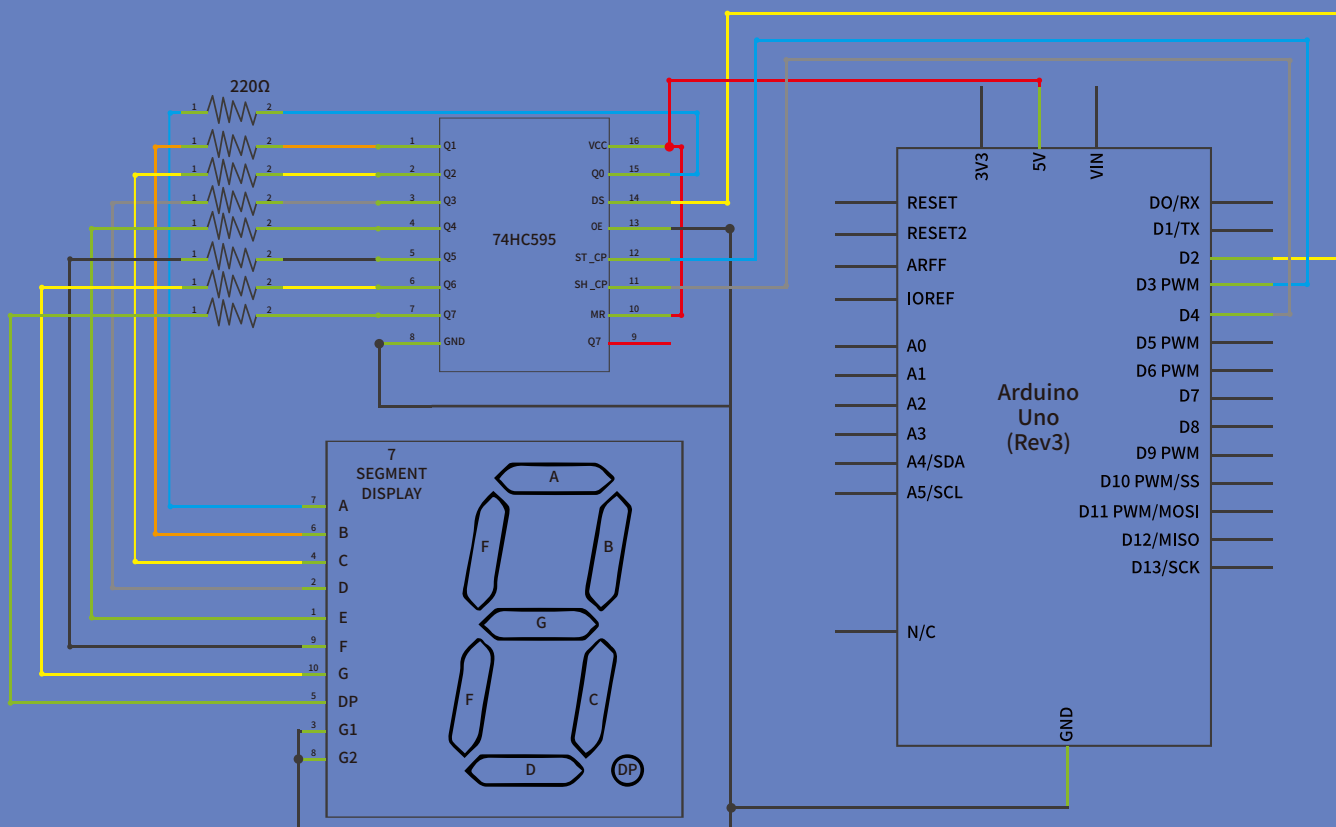 220Ω
1 2
1 2
1 2
1 2
1 2
1 2
1 2
1 2
74HC595
1 Q1
2 Q2
3 Q3
4 Q4
5 Q5
6 Q6
7 Q7
8 GND
VCC 16
Q0 15
DS 14
OE 13
ST_CP 12
SH_CP 11
MR 10
Q7 9
7
SEGMENT
DISPLAY
7 A
6 B
4 C
2 D
1 E
9 F
10 G
5 DP
3 G1
8 G2
A
F B
G
F C
D DP
3V3 5V VIN
RESET
RESET2
ARFF
IOREF
A0
A1
A2
A3
A4/SDA
A5/SCL
N/C
Arduino
Uno
(Rev3)
DO/RX
D1/TX
D2
D3 PWM
D4
D5 PWM
D6 PWM
D7
D8
D9 PWM
D10 PWM/SS
D11 PWM/MOSI
D12/MISO
D13/SCK
GND